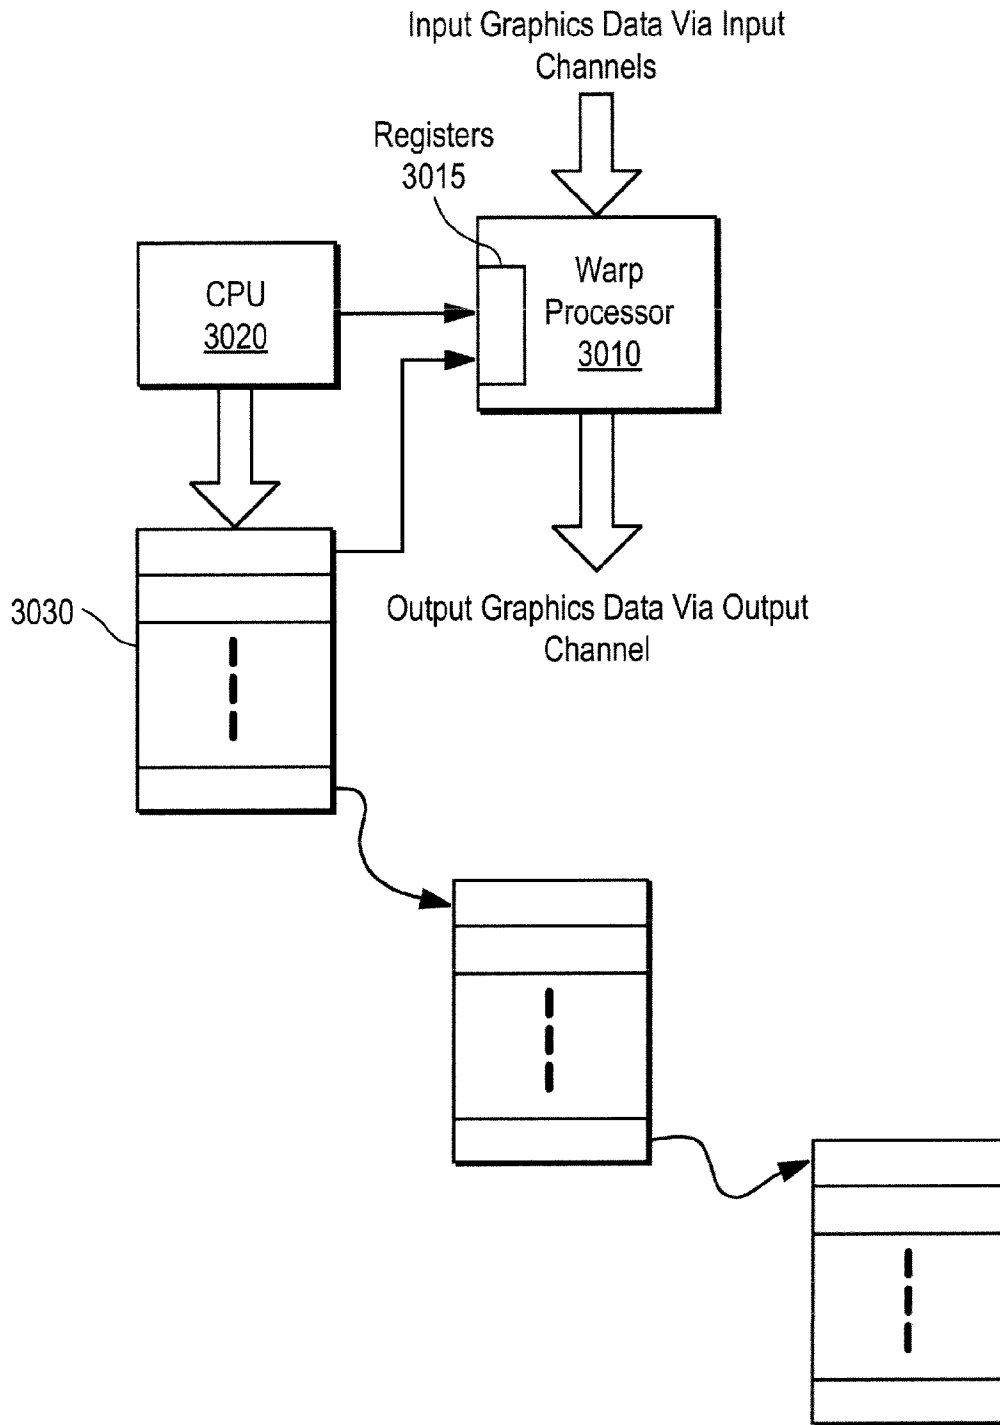 Input Graphics Data Via Input
Channels
Registers
3015
CPU
3020
Warp
Processor
3010
3030
Output Graphics Data Via Output
Channel